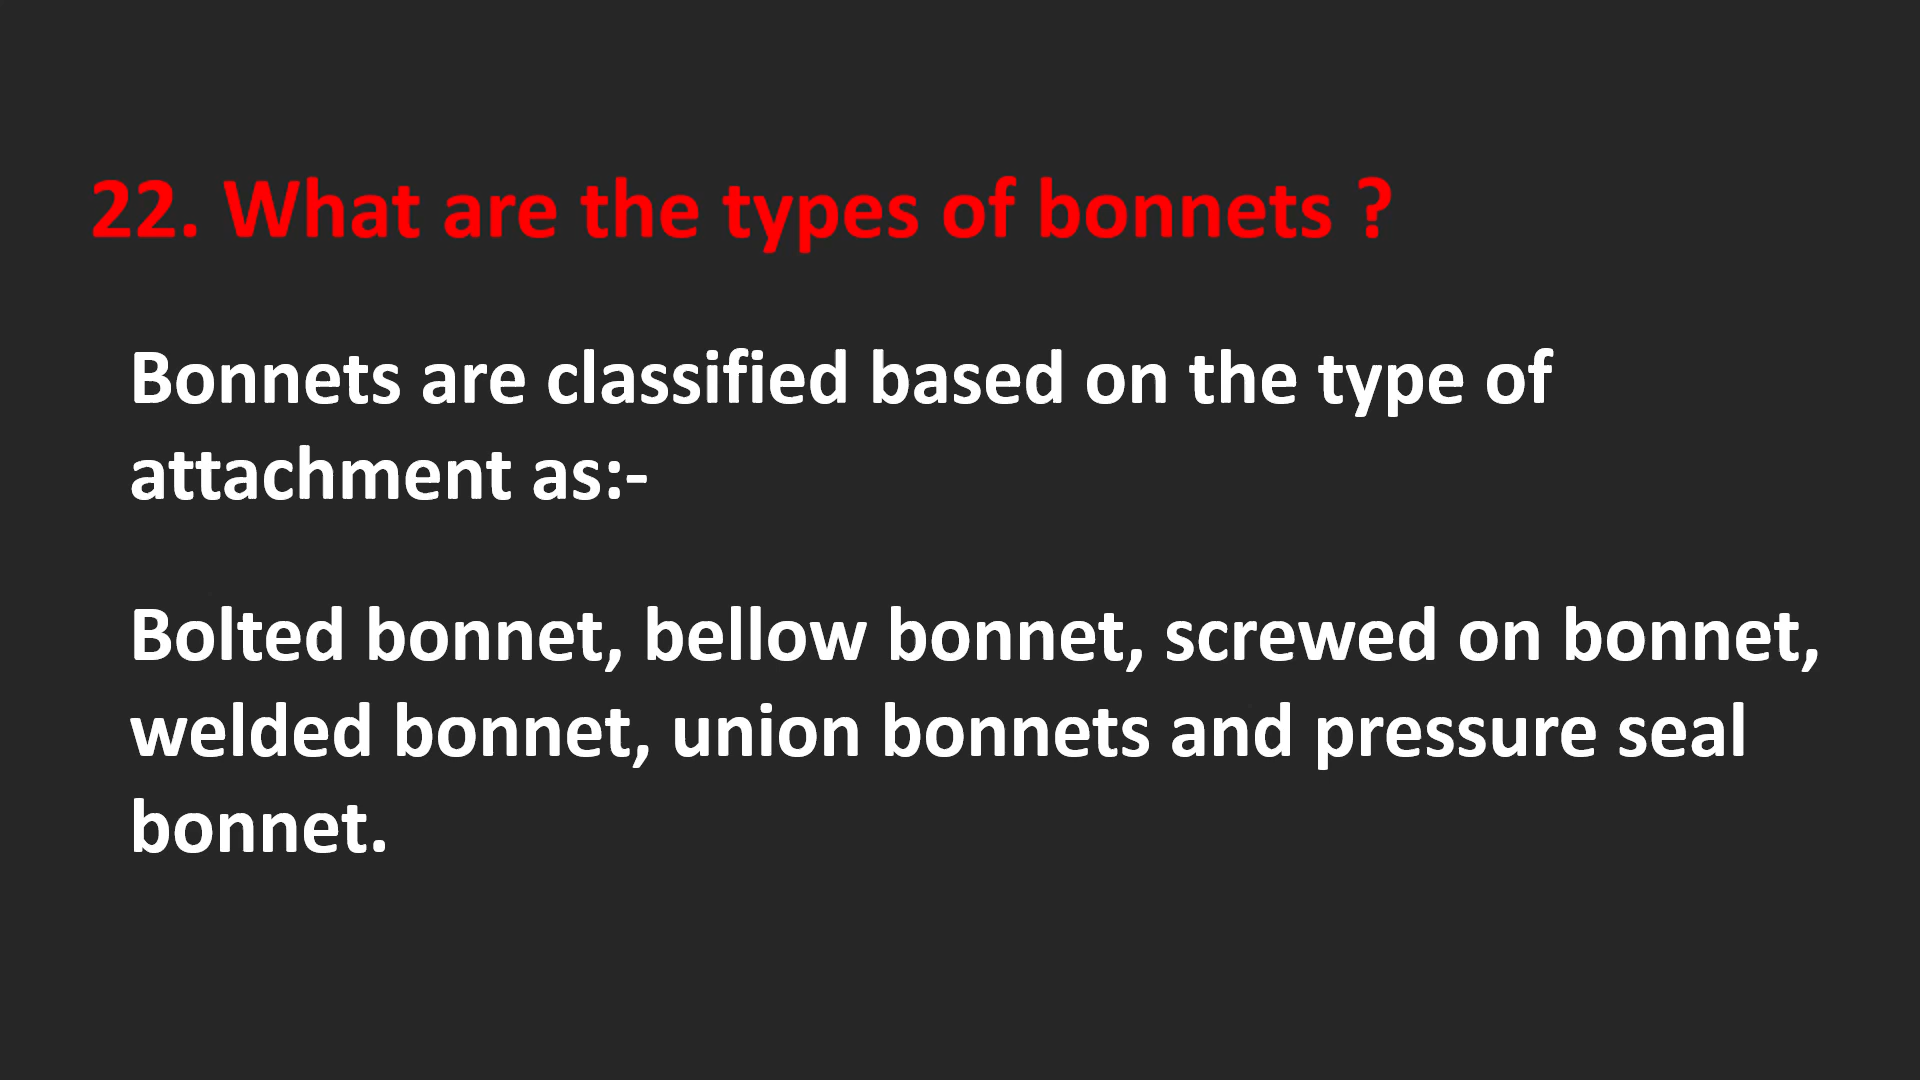 22. What are the types of bonnets ?
Bonnets are classified based on the type of
attachment as:-
Bolted bonnet, bellow bonnet, screwed on bonnet,
welded bonnet, union bonnets and pressure seal
bonnet.